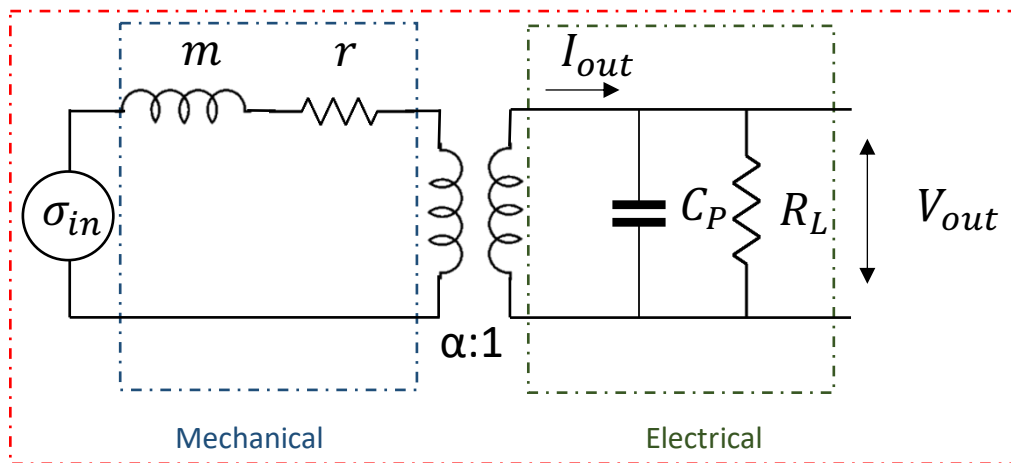 m
r
I_out
σ_in
C_P
R_L
V_out
α:1
Mechanical
Electrical